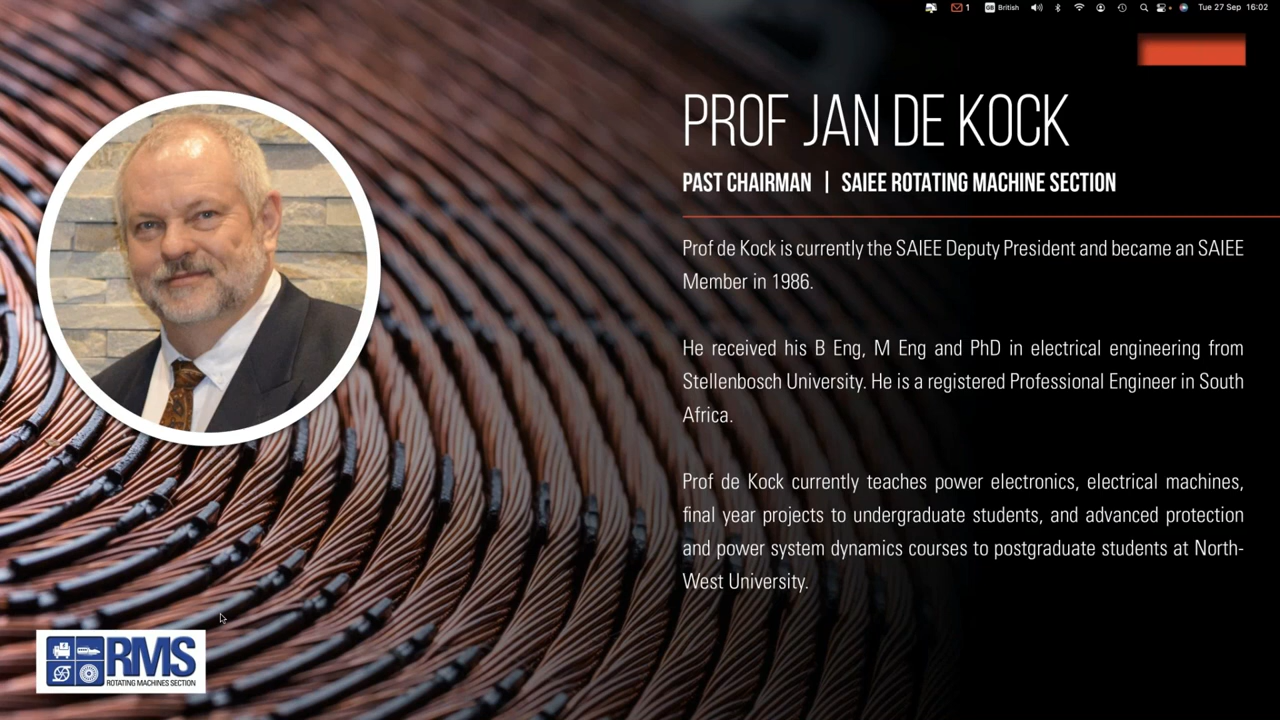 1 GB British Tue 27 Sep 16:02
PROF JAN DE KOCK
PAST CHAIRMAN | SAIEE ROTATING MACHINE SECTION
Prof de Kock is currently the SAIEE Deputy President and became an SAIEE
Member in 1986.
He received his B Eng, M Eng and PhD in electrical engineering from
Stellenbosch University. He is a registered Professional Engineer in South
Africa.
Prof de Kock currently teaches power electronics, electrical machines,
final year projects to undergraduate students, and advanced protection
and power system dynamics courses to postgraduate students at North-
West University.
RMS
ROTATING MACHINES SECTION